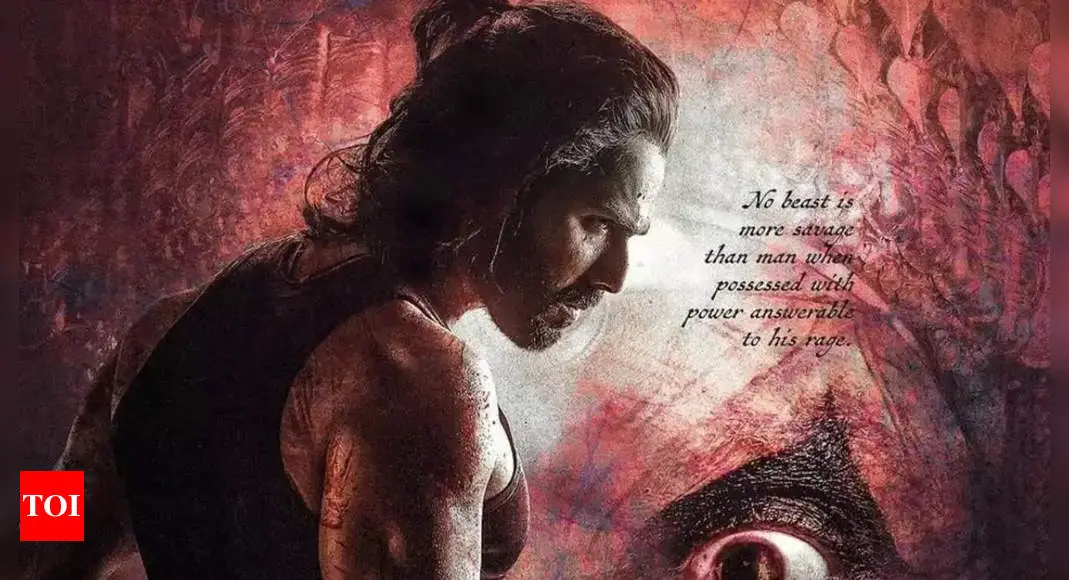 No beast is
more savage
than man when
possessed with
power answerable
to his rage.
TOI